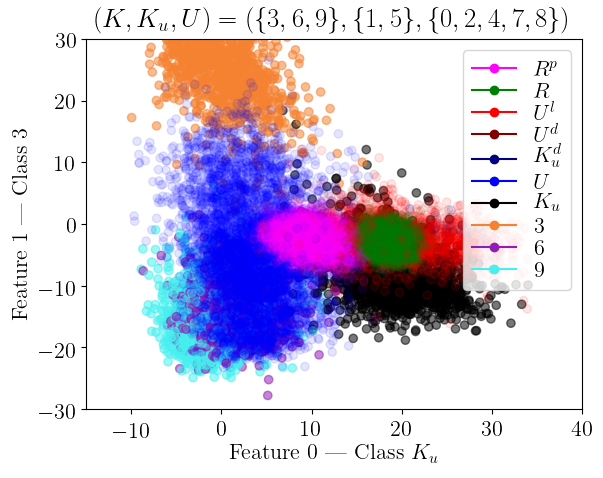 (K, K_u, U) = ({3, 6, 9}, {1, 5}, {0, 2, 4, 7, 8})
30
20
10
0
−10
−20
−30
Feature 1 — Class 3
R^p
R
U^l
U^d
K_u^d
U
K_u
3
6
9
−10 0 10 20 30 40
Feature 0 — Class K_u